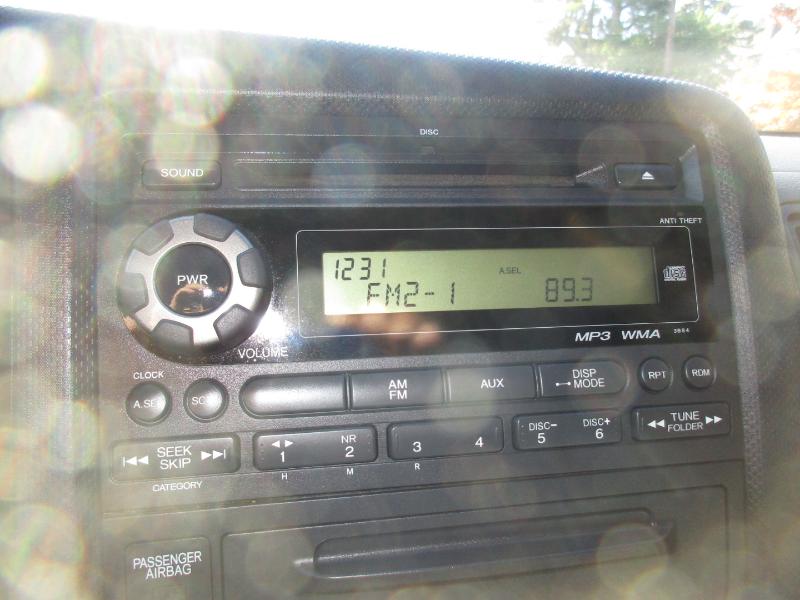 DISC
SOUND
ANTI THEFT
PWR
1231
A.SEL
FM2-1 89.3
VOLUME
MP3 WMA
3BE4
CLOCK
A.SEL
AM
FM
AUX
DISP
MODE
RPT
RDM
SEEK
SKIP
CATEGORY
1
NR
2
H M
3 4
R
DISC-
5
DISC+
6
TUNE
FOLDER
PASSENGER
AIRBAG